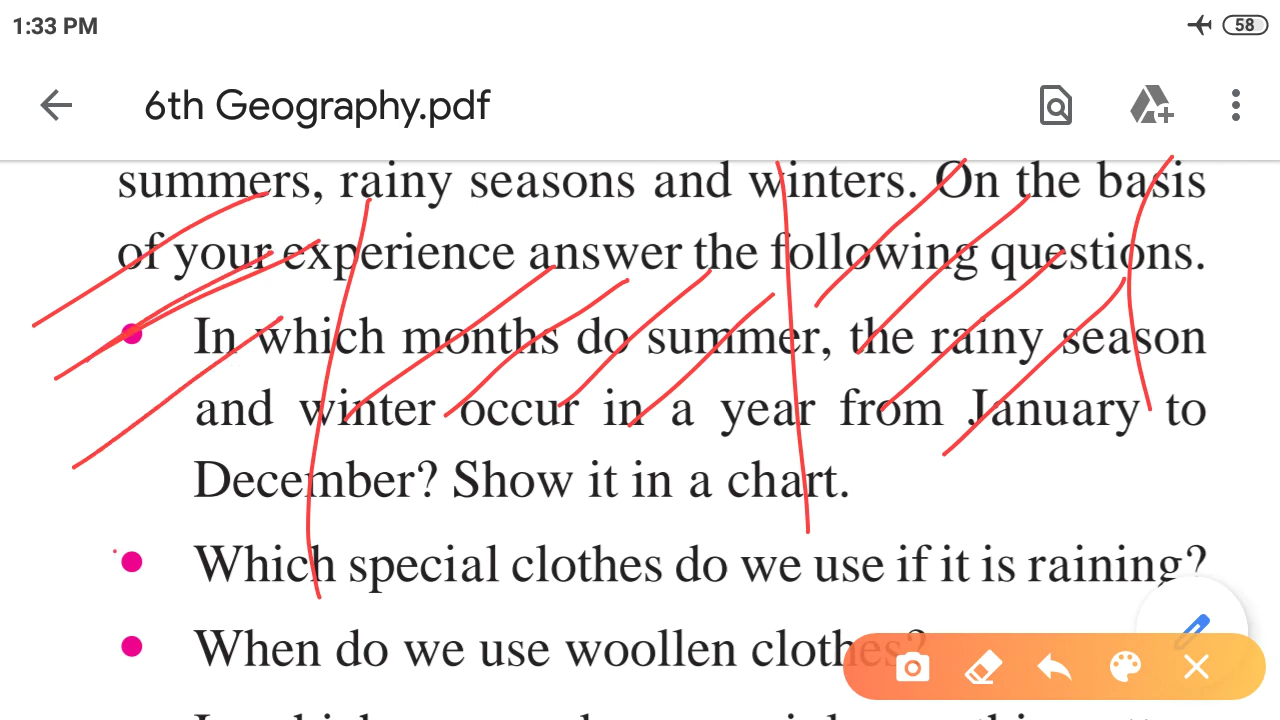 1:33 PM
58
6th Geography.pdf
summers, rainy seasons and winters. On the basis
of your experience answer the following questions.
In which months do summer, the rainy season
and winter occur in a year from January to
December? Show it in a chart.
Which special clothes do we use if it is raining?
When do we use woollen clothes?